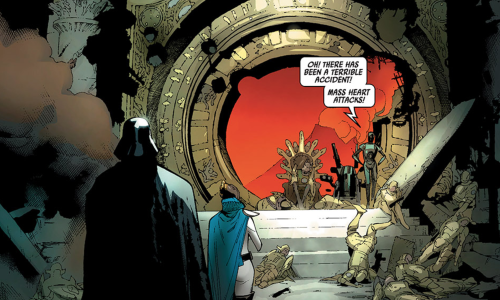 OH! THERE HAS
BEEN A TERRIBLE
ACCIDENT!
MASS HEART
ATTACKS!